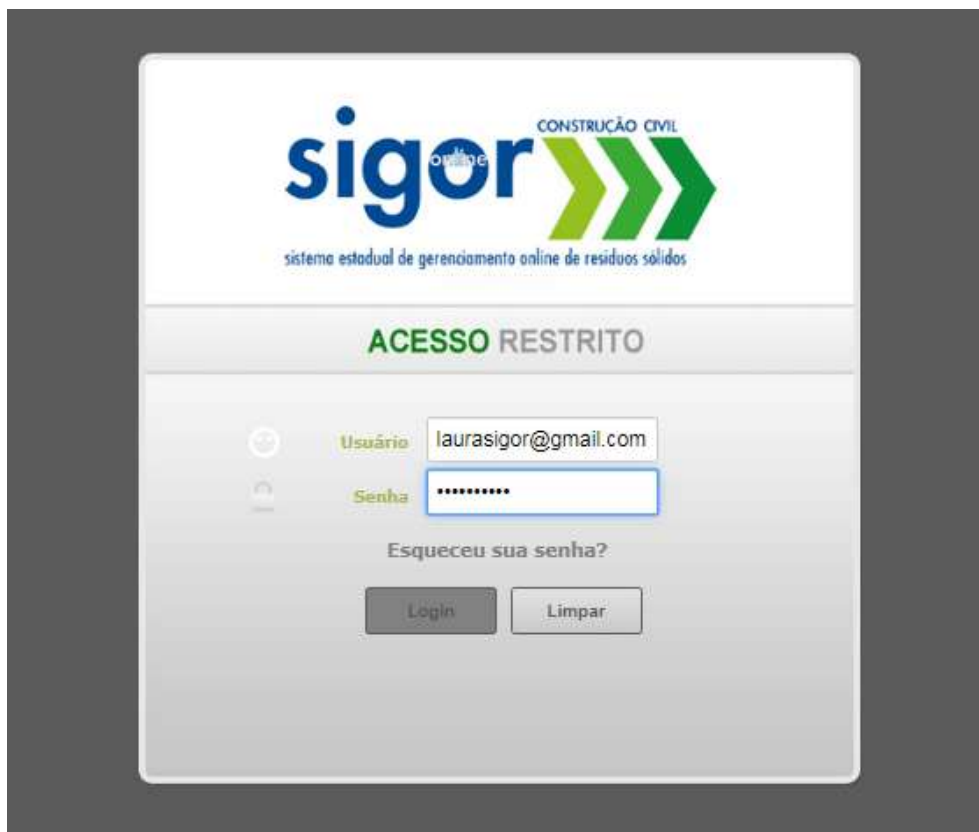 CONSTRUÇÃO CIVIL
sigor
online
sistema estadual de gerenciamento online de resíduos sólidos
ACESSO RESTRITO
Usuário laurasigor@gmail.com
Senha ••••••••••
Esqueceu sua senha?
Login Limpar